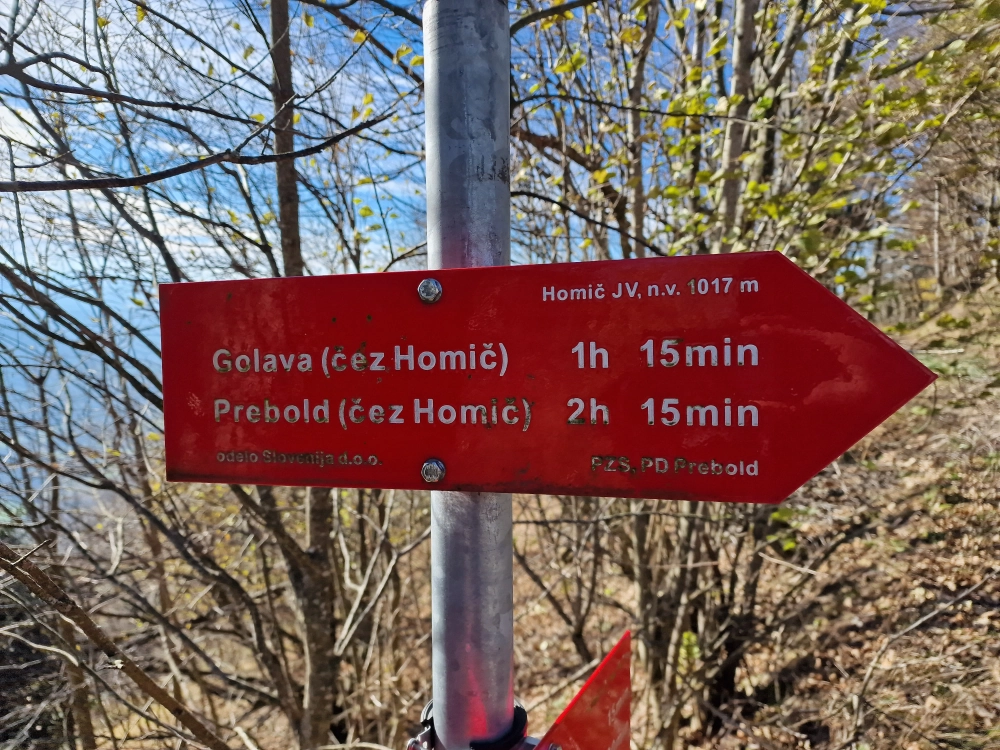 Homič JV, n.v. 1017 m
Golava (čez Homič) 1h 15min
Prebold (čez Homič) 2h 15min
odelo Slovenija d.o.o.
PZS, PD Prebold